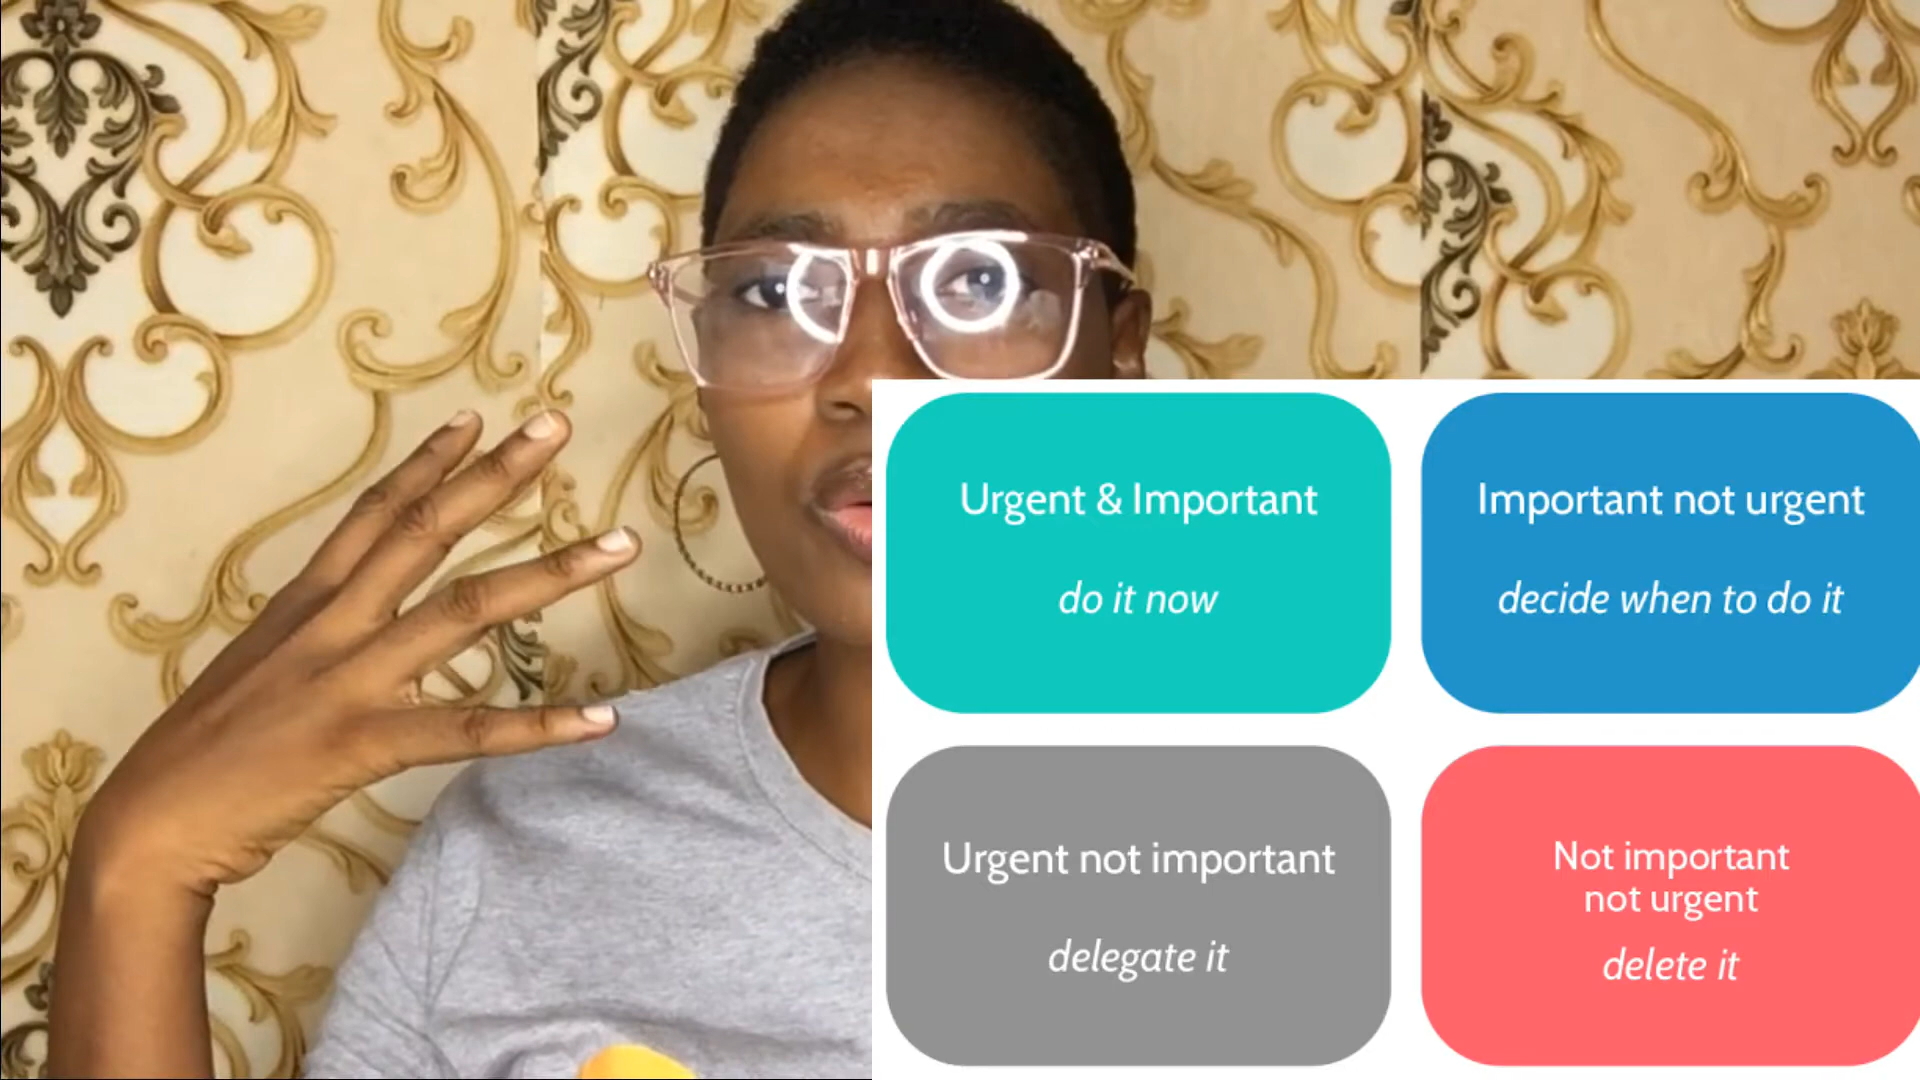 Urgent & Important
do it now
Important not urgent
decide when to do it
Urgent not important
delegate it
Not important
not urgent
delete it